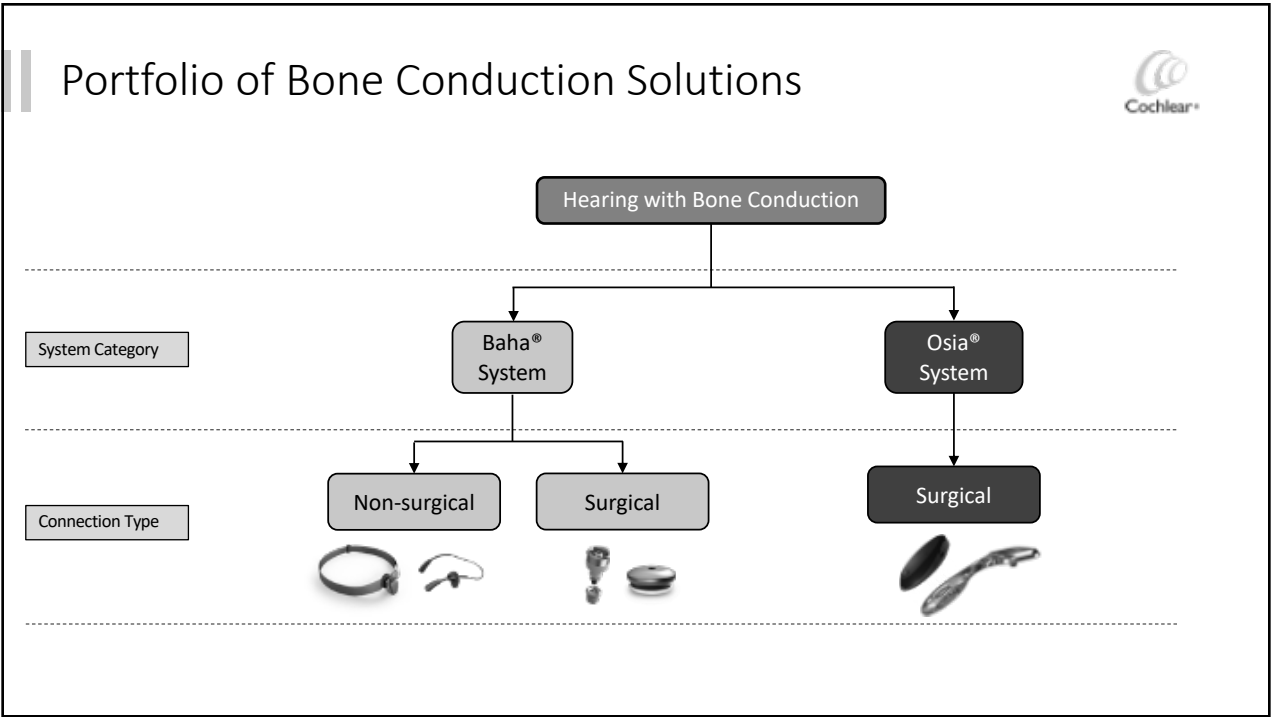 Portfolio of Bone Conduction Solutions
Cochlear®
Hearing with Bone Conduction
System Category
Baha®
System
Osia®
System
Connection Type
Non-surgical
Surgical
Surgical